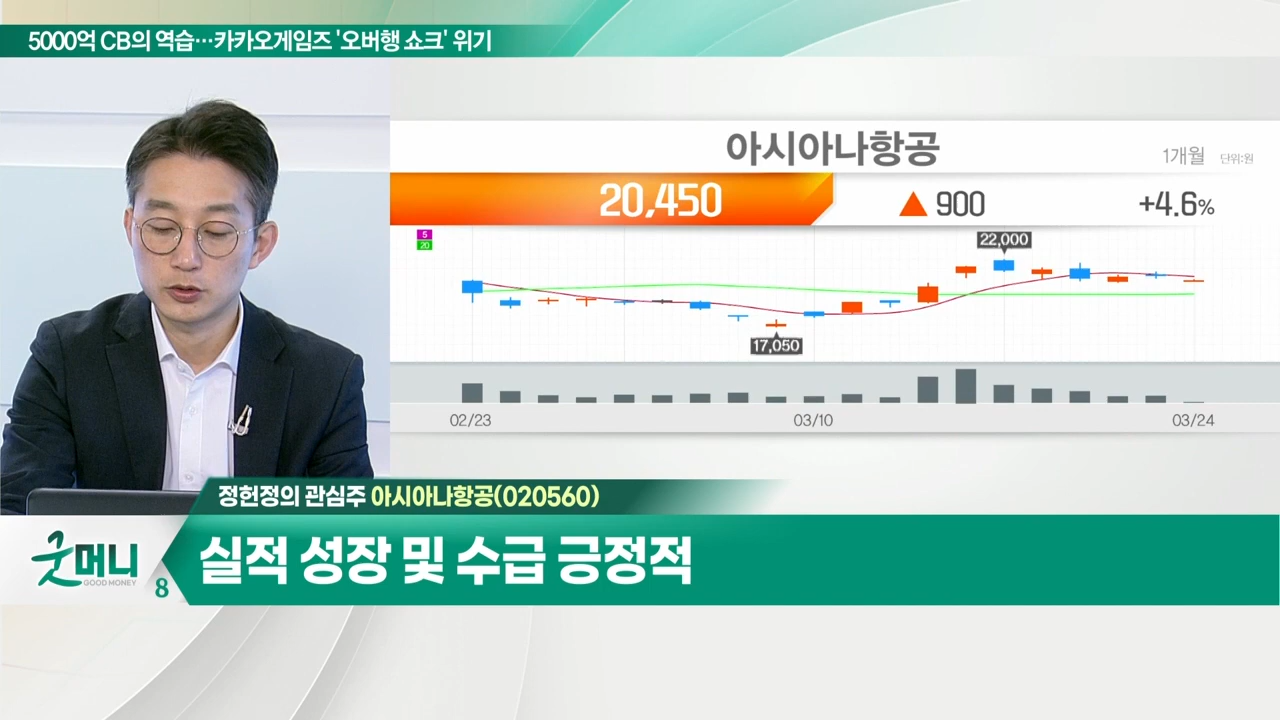 5000억 CB의 역습…카카오게임즈 '오버행 쇼크' 위기
아시아나항공
1개월 단위:원
20,450 ▲ 900 +4.6%
5
20
22,000
17,050
02/23 03/10 03/24
정헌정의 관심주 아시아나항공(020560)
실적 성장 및 수급 긍정적
굿머니
GOOD MONEY
8